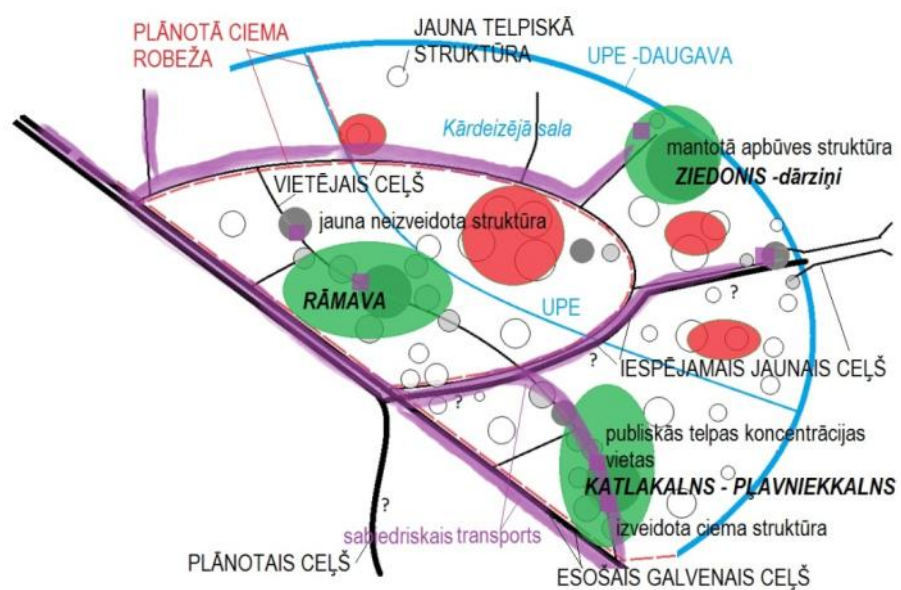 PLĀNOTĀ CIEMA
ROBEŽA
JAUNA TELPISKĀ
STRUKTŪRA
UPE -DAUGAVA
Kārdeizējā sala
mantotā apbūves struktūra
ZIEDONIS -dārziņi
VIETĒJAIS CEĻŠ
jauna neizveidota struktūra
RĀMAVA
UPE
?
?
IESPĒJAMAIS JAUNAIS CEĻŠ
?
publiskās telpas koncentrācijas
vietas
KATLAKALNS - PĻAVNIEKKALNS
?
sabiedriskais transports
izveidota ciema struktūra
PLĀNOTAIS CEĻŠ
ESOŠAIS GALVENAIS CEĻŠ